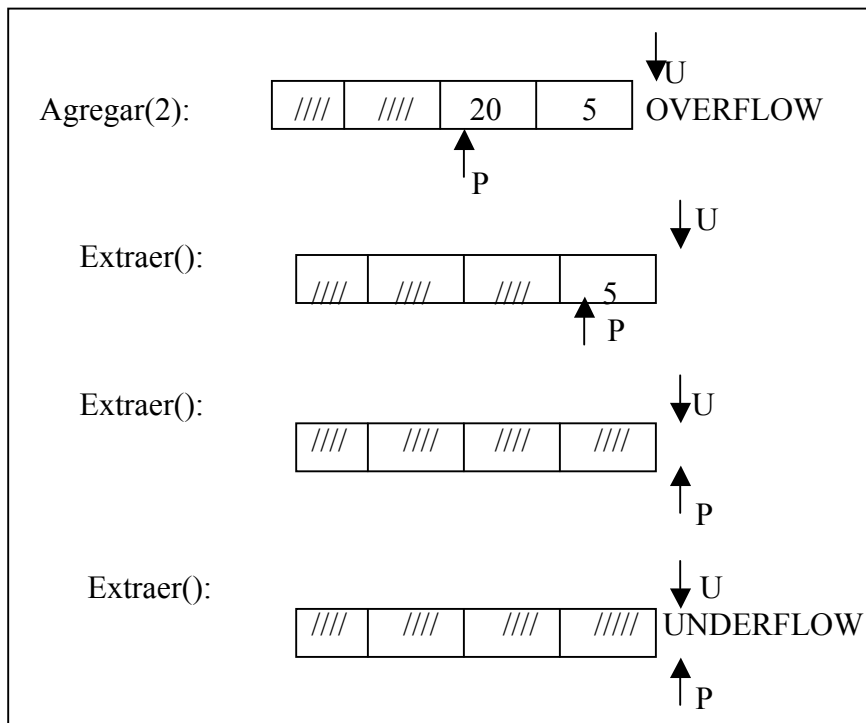 U
Agregar(2): //// //// 20 5 OVERFLOW
P
U
Extraer():
//// //// //// 5
P
Extraer(): U
//// //// //// ////
P
Extraer(): U
//// //// //// ///// UNDERFLOW
P